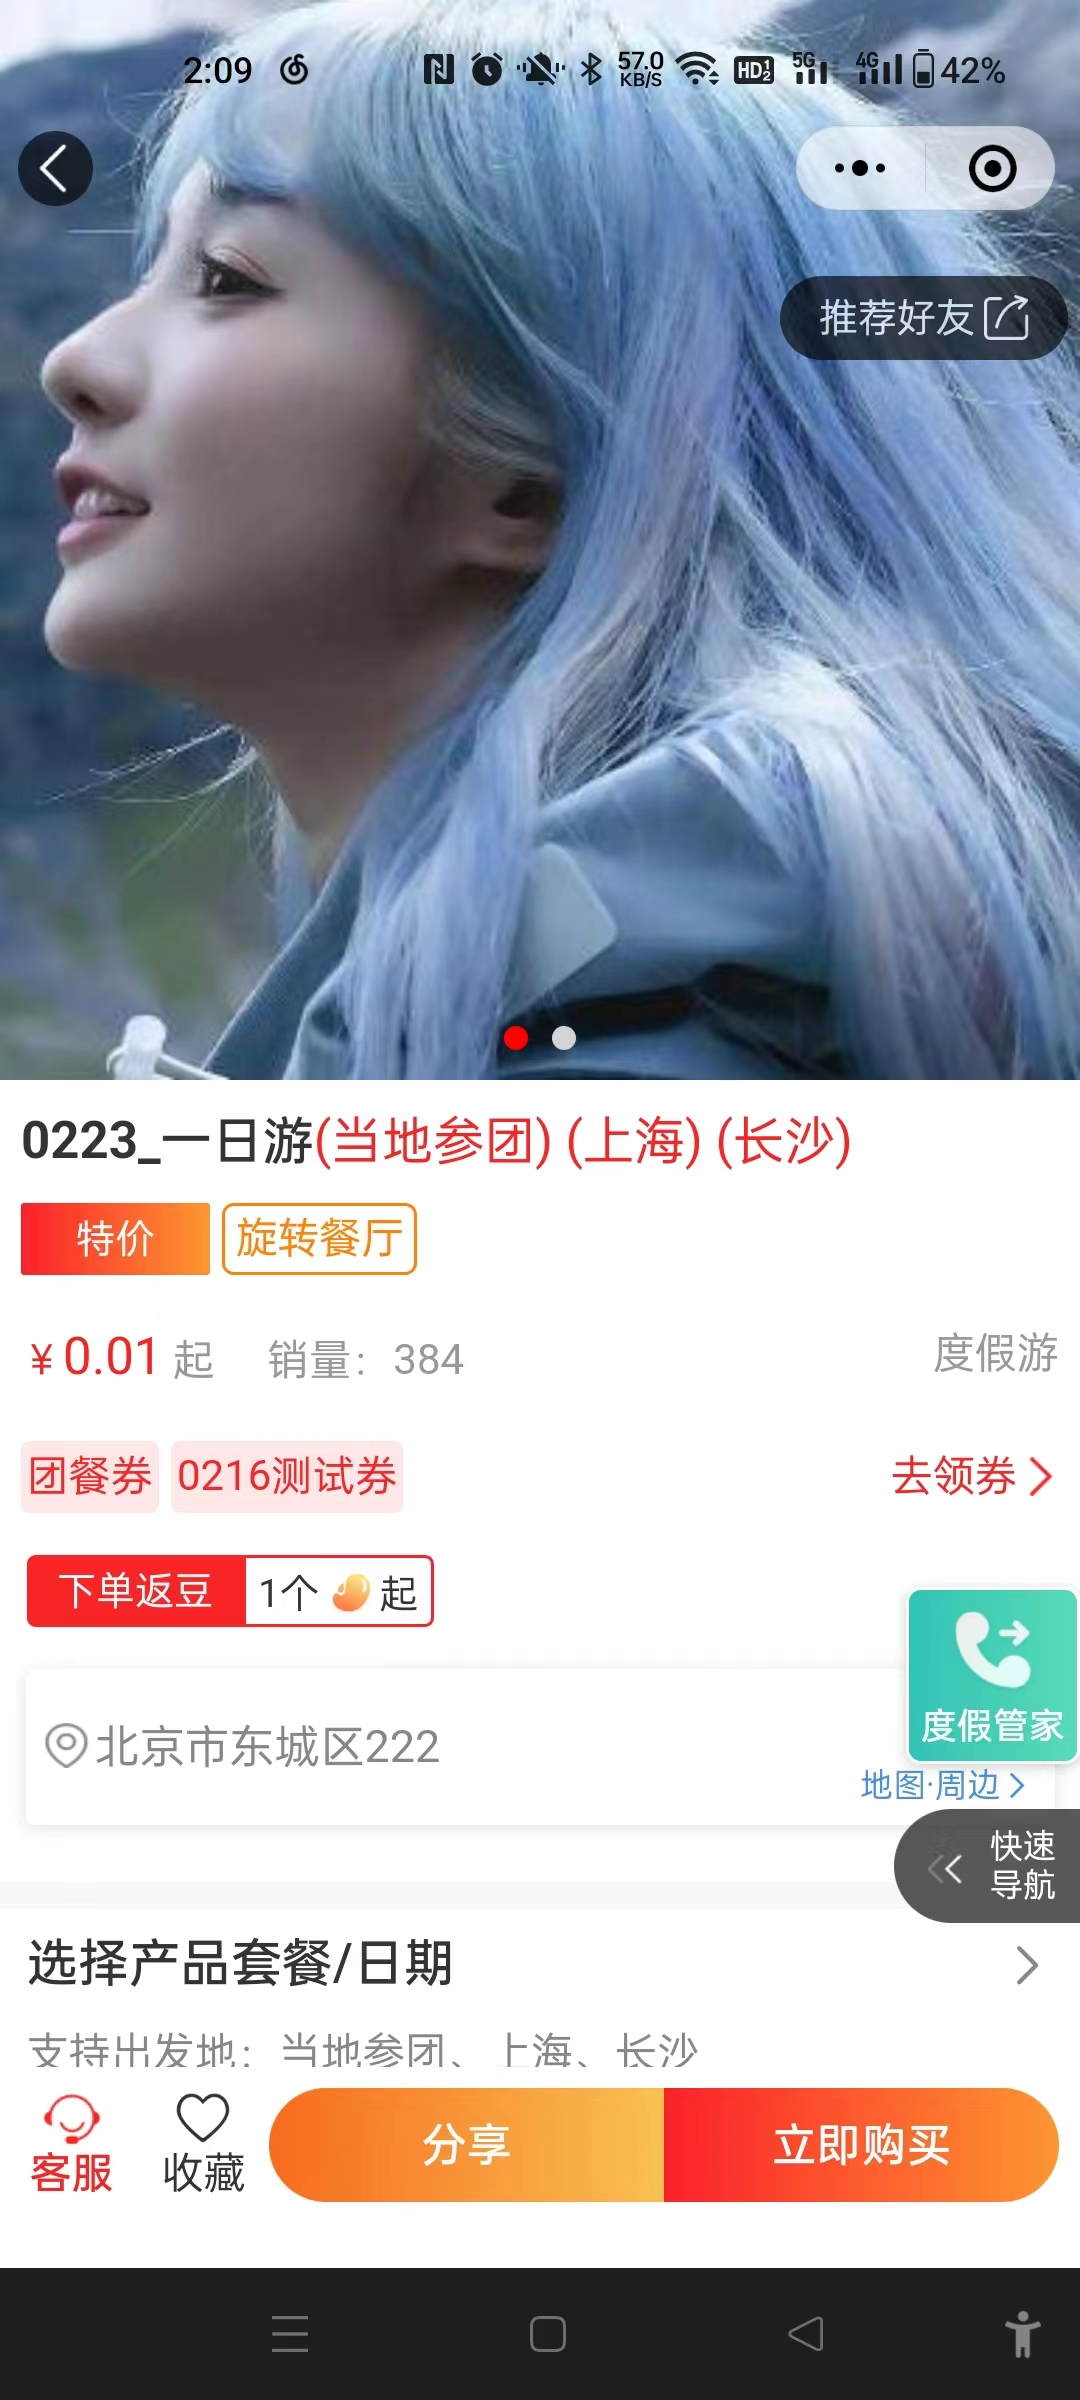 2:09 57.0 KB/S HD 1 2 5G 4G 42%
推荐好友
0223_一日游(当地参团) (上海) (长沙)
特价 旋转餐厅
¥0.01 起 销量: 384 度假游
团餐券 0216测试券 去领券
下单返豆 1个 起
度假管家
北京市东城区222
地图·周边
快速
导航
选择产品套餐/日期
支持出发地: 当地参团、上海、长沙
客服 收藏 分享 立即购买